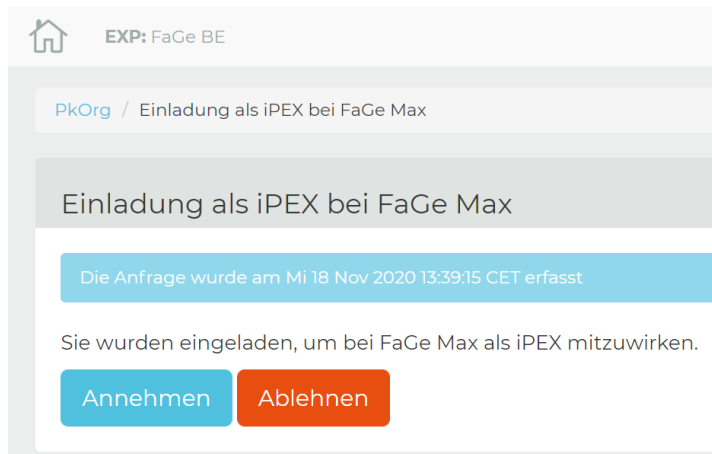 EXP: FaGe BE
PkOrg / Einladung als iPEX bei FaGe Max
Einladung als iPEX bei FaGe Max
Die Anfrage wurde am Mi 18 Nov 2020 13:39:15 CET erfasst
Sie wurden eingeladen, um bei FaGe Max als iPEX mitzuwirken.
Annehmen Ablehnen